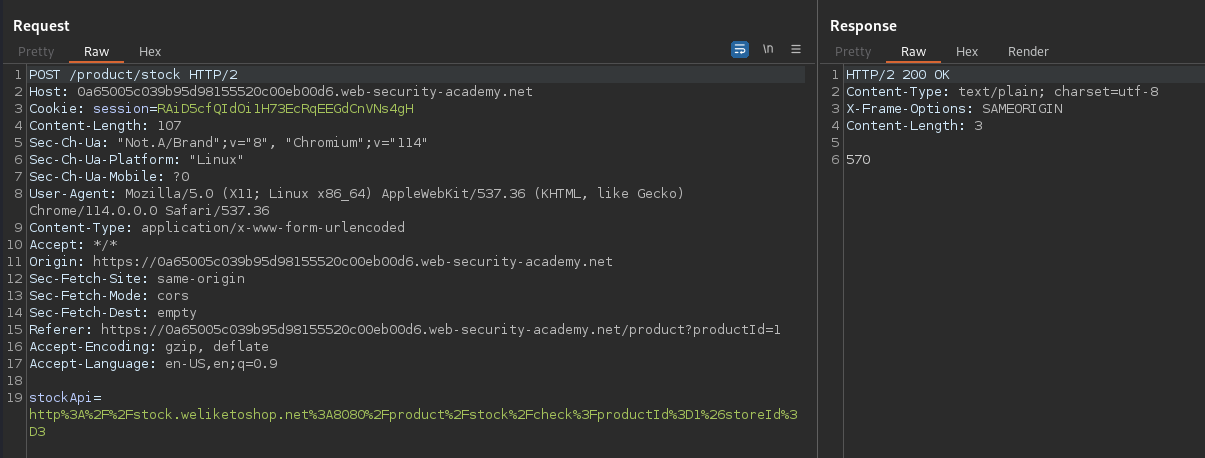 Request
Pretty Raw Hex
\n
1 POST /product/stock HTTP/2
2 Host: 0a65005c039b95d98155520c00eb00d6.web-security-academy.net
3 Cookie: session=RAiD5cfQIdOi1H73EcRqEEGdCnVNs4gH
4 Content-Length: 107
5 Sec-Ch-Ua: "Not.A/Brand";v="8", "Chromium";v="114"
6 Sec-Ch-Ua-Platform: "Linux"
7 Sec-Ch-Ua-Mobile: ?0
8 User-Agent: Mozilla/5.0 (X11; Linux x86_64) AppleWebKit/537.36 (KHTML, like Gecko)
Chrome/114.0.0.0 Safari/537.36
9 Content-Type: application/x-www-form-urlencoded
10 Accept: */*
11 Origin: https://0a65005c039b95d98155520c00eb00d6.web-security-academy.net
12 Sec-Fetch-Site: same-origin
13 Sec-Fetch-Mode: cors
14 Sec-Fetch-Dest: empty
15 Referer: https://0a65005c039b95d98155520c00eb00d6.web-security-academy.net/product?productId=1
16 Accept-Encoding: gzip, deflate
17 Accept-Language: en-US,en;q=0.9
18
19 stockApi=
http%3A%2F%2Fstock.weliketoshop.net%3A8080%2Fproduct%2Fstock%2Fcheck%3FproductId%3D1%26storeId%3
D3
Response
Pretty Raw Hex Render
1 HTTP/2 200 OK
2 Content-Type: text/plain; charset=utf-8
3 X-Frame-Options: SAMEORIGIN
4 Content-Length: 3
5
6 570